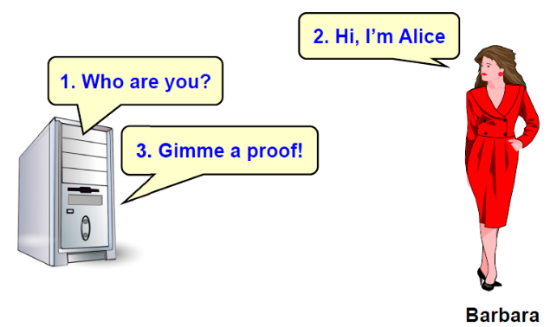 1. Who are you?
2. Hi, I'm Alice
3. Gimme a proof!
Barbara